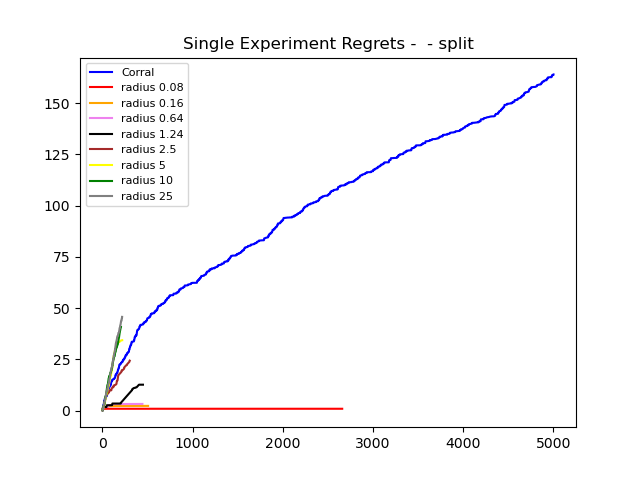 Single Experiment Regrets -  - split
Corral
radius 0.08
radius 0.16
radius 0.64
radius 1.24
radius 2.5
radius 5
radius 10
radius 25
150
125
100
75
50
25
0
0 1000 2000 3000 4000 5000